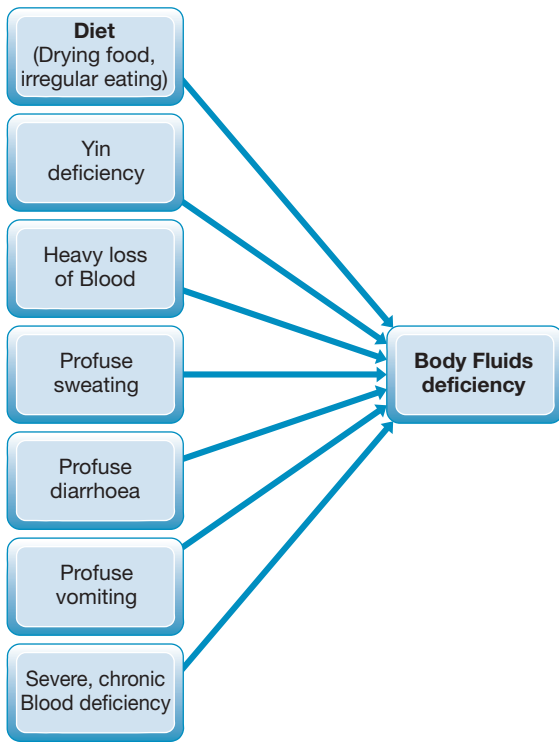 Diet
(Drying food,
irregular eating)
Yin
deficiency
Heavy loss
of Blood
Profuse
sweating
Profuse
diarrhoea
Profuse
vomiting
Severe, chronic
Blood deficiency
Body Fluids
deficiency